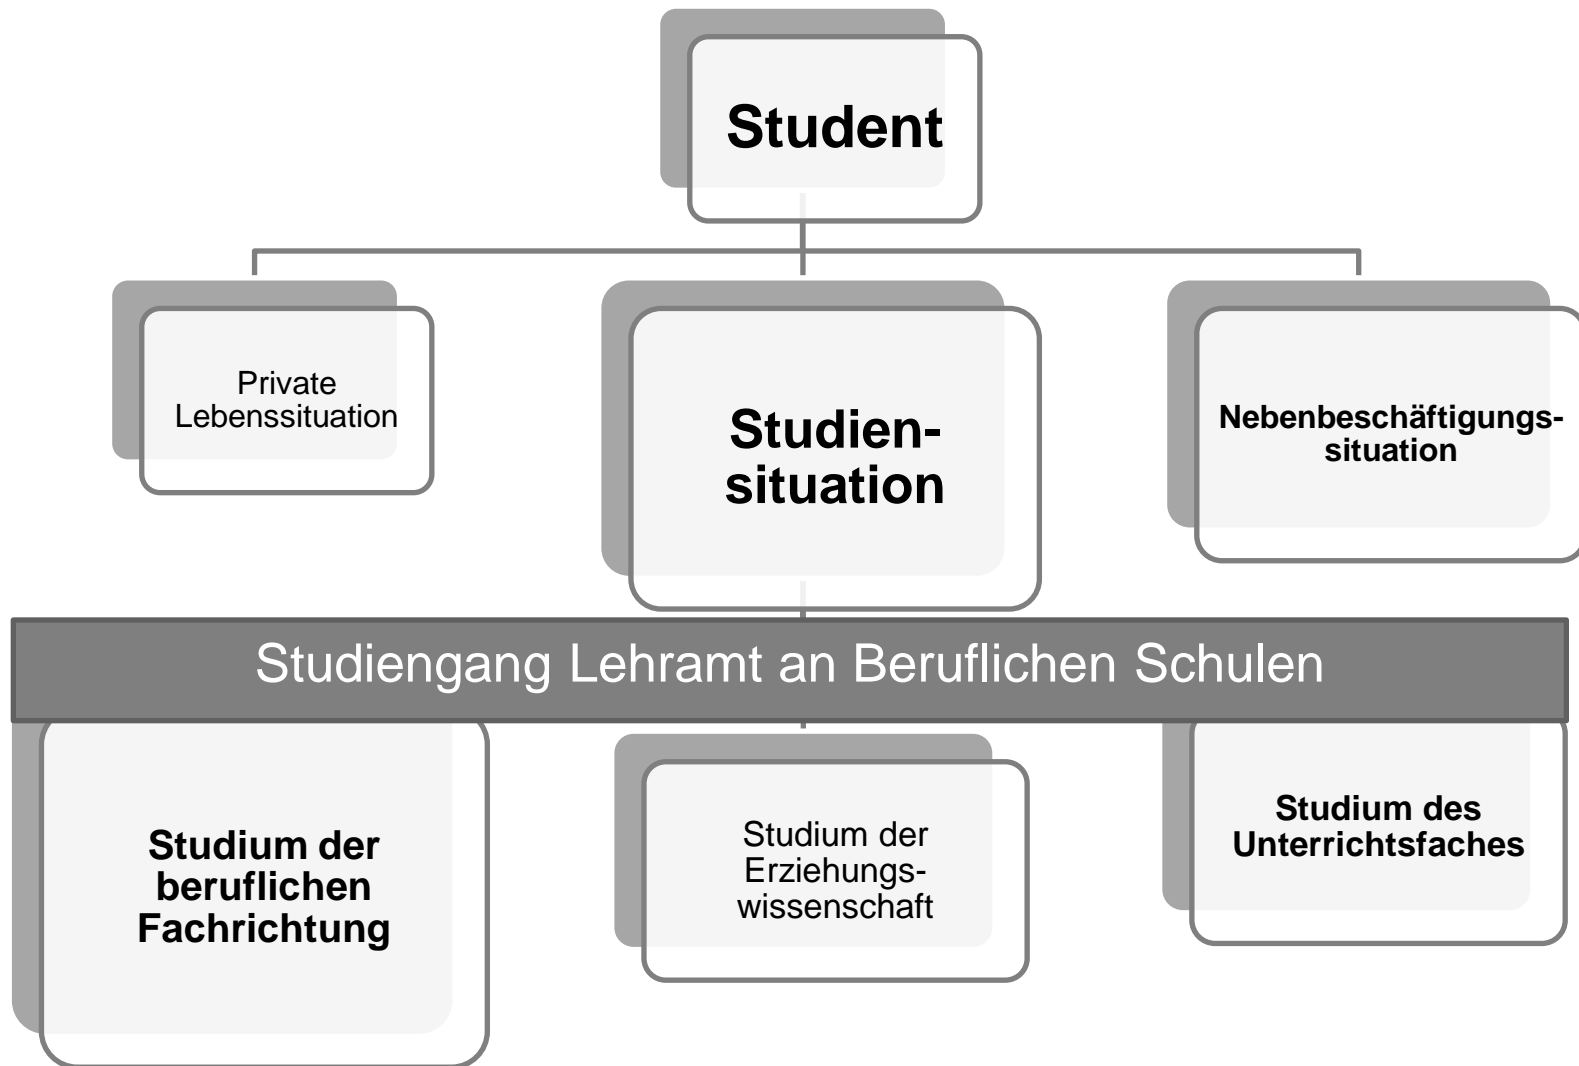 Student
Private
Lebenssituation
Studien-
situation
Nebenbeschäftigungs-
situation
Studiengang Lehramt an Beruflichen Schulen
Studium der
beruflichen
Fachrichtung
Studium der
Erziehungs-
wissenschaft
Studium des
Unterrichtsfaches